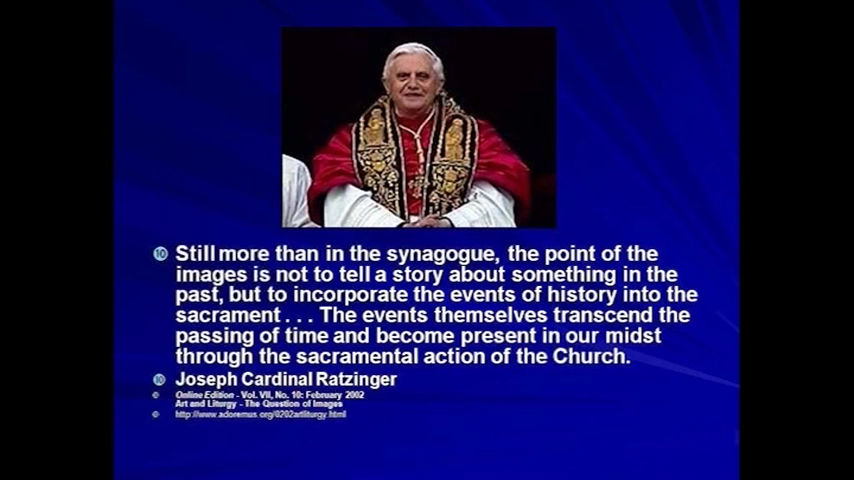 Still more than in the synagogue, the point of the
images is not to tell a story about something in the
past, but to incorporate the events of history into the
sacrament . . . The events themselves transcend the
passing of time and become present in our midst
through the sacramental action of the Church.
Joseph Cardinal Ratzinger
Online Edition - Vol. VII, No. 10: February 2002
Art and Liturgy - The Question of Images
http://www.adoremus.org/0202artliturgy.html